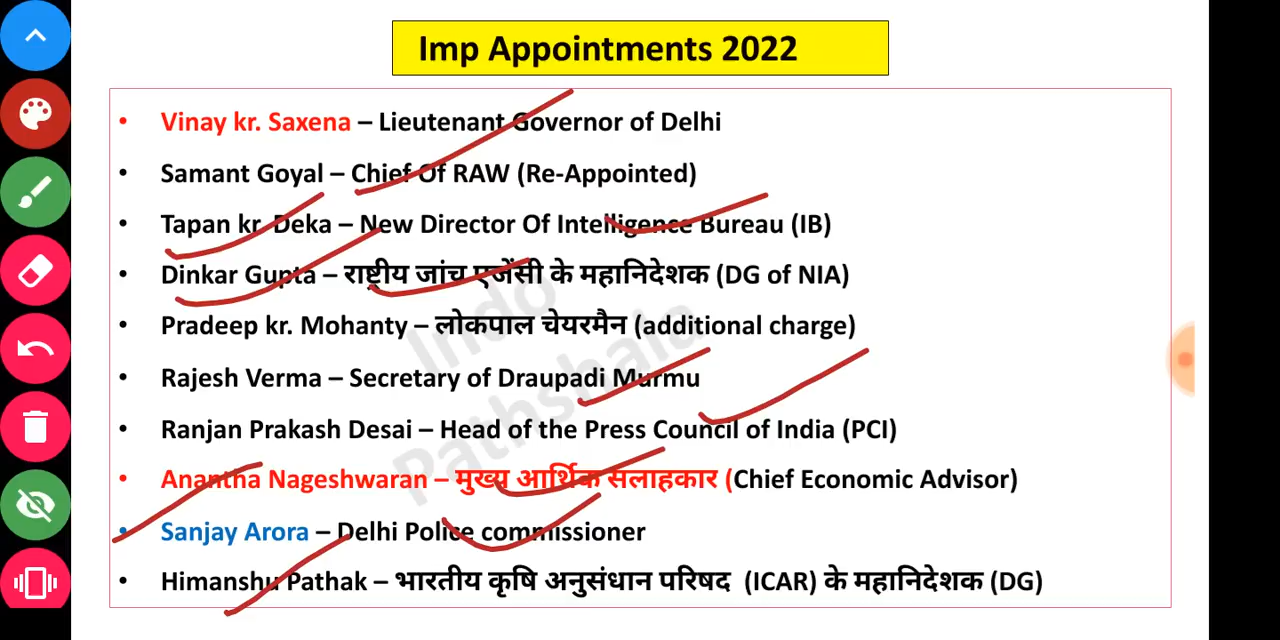 Imp Appointments 2022
• Vinay kr. Saxena – Lieutenant Governor of Delhi
• Samant Goyal – Chief Of RAW (Re-Appointed)
• Tapan kr. Deka – New Director Of Intelligence Bureau (IB)
• Dinkar Gupta – राष्ट्रीय जांच एजेंसी के महानिदेशक (DG of NIA)
• Pradeep kr. Mohanty – लोकपाल चेयरमैन (additional charge)
• Rajesh Verma – Secretary of Draupadi Murmu
• Ranjan Prakash Desai – Head of the Press Council of India (PCI)
• Anantha Nageshwaran – मुख्य आर्थिक सलाहकार (Chief Economic Advisor)
• Sanjay Arora – Delhi Police commissioner
• Himanshu Pathak – भारतीय कृषि अनुसंधान परिषद (ICAR) के महानिदेशक (DG)
Indo
Pathshala